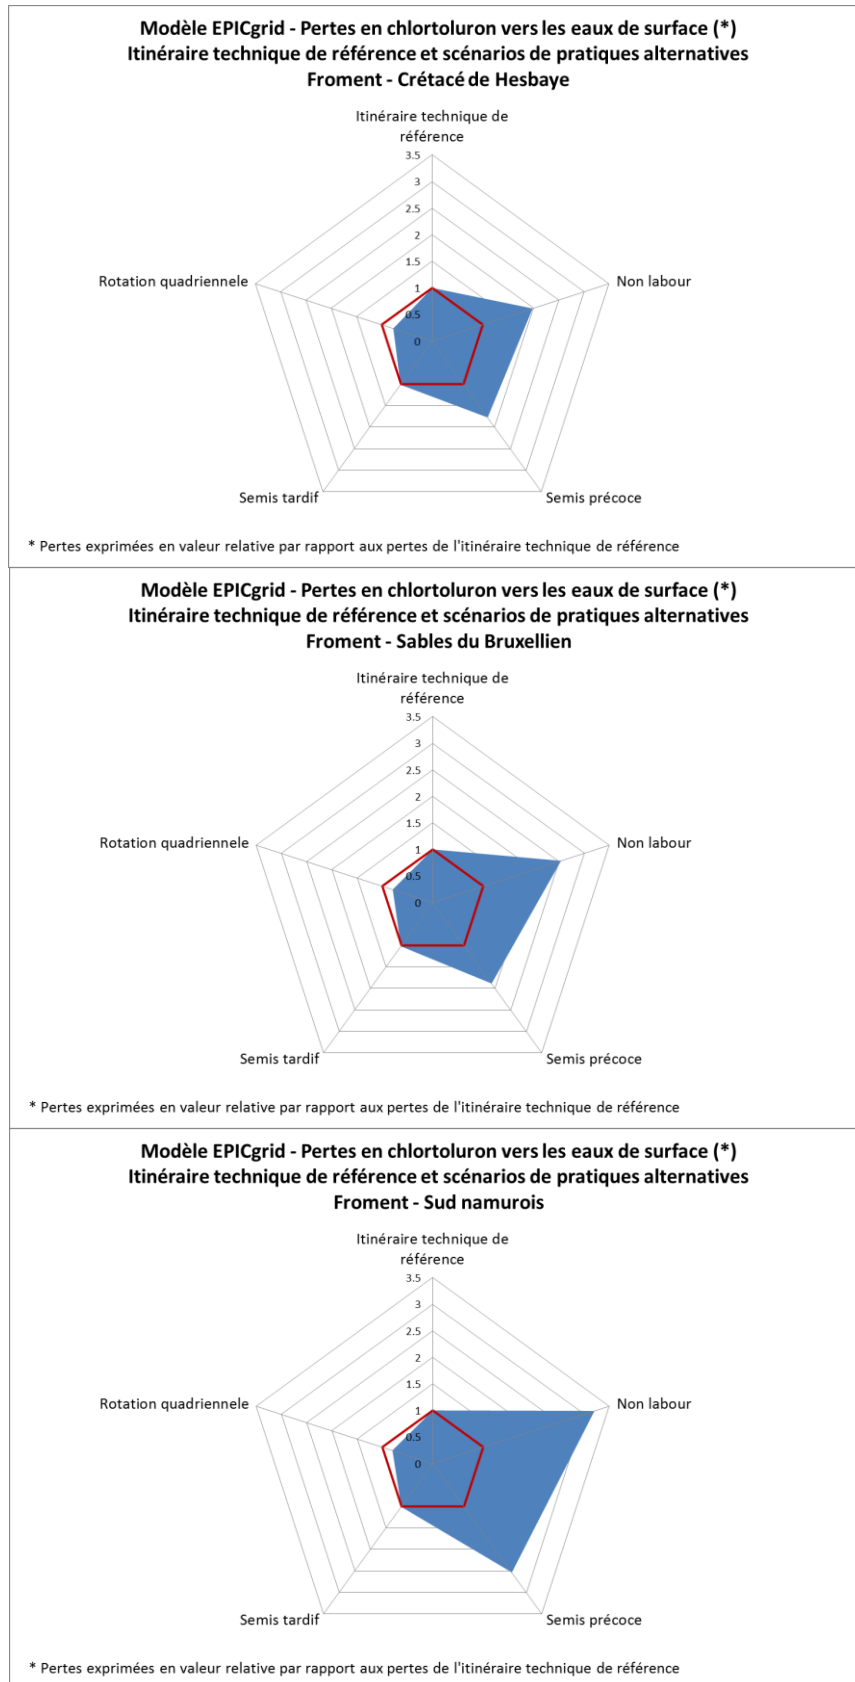 Modèle EPICgrid - Pertes en chlortoluron vers les eaux de surface (*)
Itinéraire technique de référence et scénarios de pratiques alternatives
Froment - Crétacé de Hesbaye
Itinéraire technique de
référence
3.5
3
2.5
2
1.5
1
0.5
0
Rotation quadriennele
Non labour
Semis tardif
Semis précoce
* Pertes exprimées en valeur relative par rapport aux pertes de l'itinéraire technique de référence
Modèle EPICgrid - Pertes en chlortoluron vers les eaux de surface (*)
Itinéraire technique de référence et scénarios de pratiques alternatives
Froment - Sables du Bruxellien
Itinéraire technique de
référence
3.5
3
2.5
2
1.5
1
0.5
0
Rotation quadriennele
Non labour
Semis tardif
Semis précoce
* Pertes exprimées en valeur relative par rapport aux pertes de l'itinéraire technique de référence
Modèle EPICgrid - Pertes en chlortoluron vers les eaux de surface (*)
Itinéraire technique de référence et scénarios de pratiques alternatives
Froment - Sud namurois
Itinéraire technique de
référence
3.5
3
2.5
2
1.5
1
0.5
0
Rotation quadriennele
Non labour
Semis tardif
Semis précoce
* Pertes exprimées en valeur relative par rapport aux pertes de l'itinéraire technique de référence